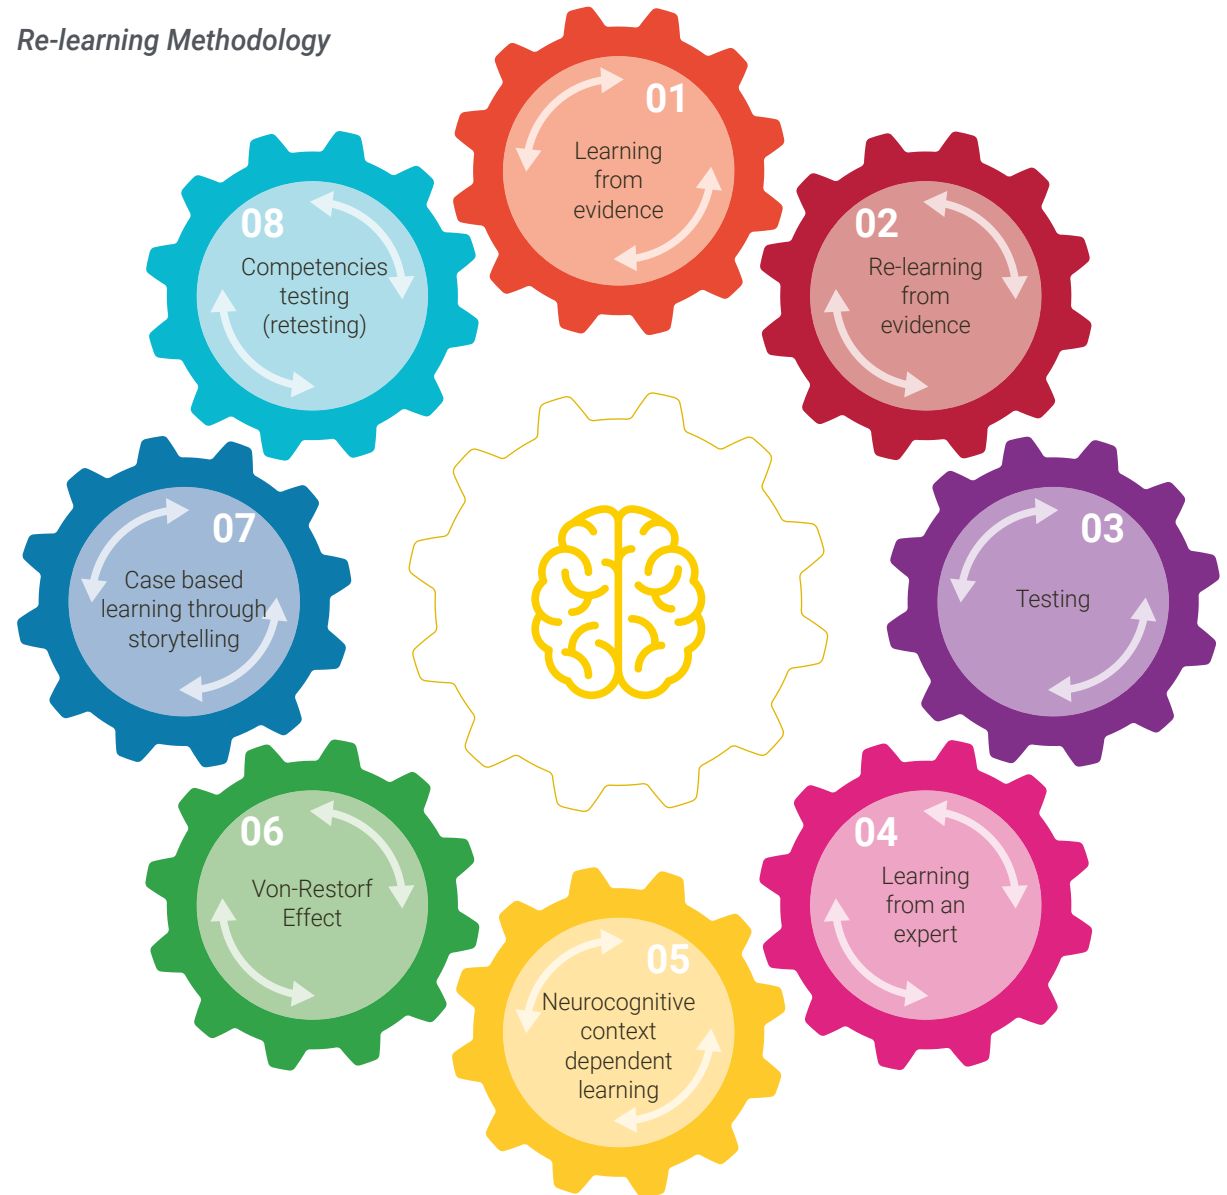 Re-learning Methodology
01
Learning
from
evidence
02
Re-learning
from
evidence
03
Testing
04
Learning
from an
expert
05
Neurocognitive
context
dependent
learning
06
Von-Restorf
Effect
07
Case based
learning through
storytelling
08
Competencies
testing
(retesting)